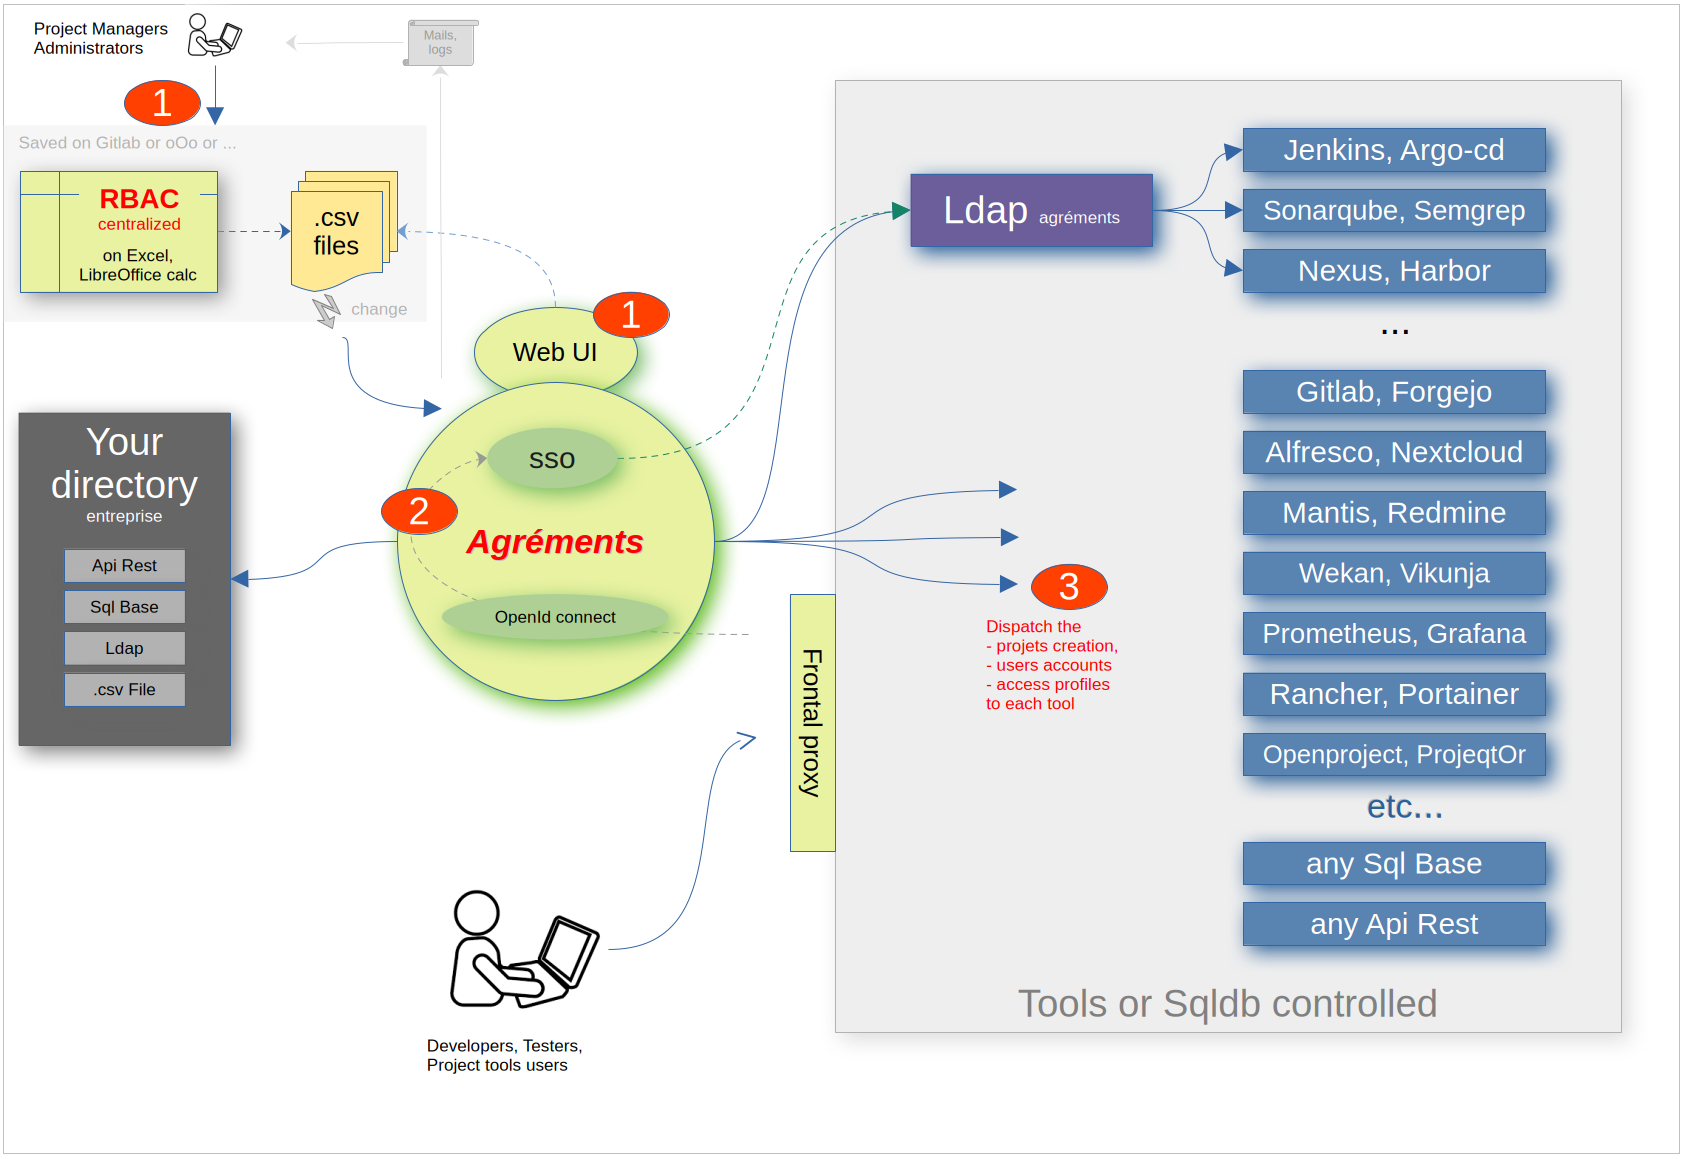 Project Managers
Administrators
Mails,
logs
1
Saved on Gitlab or oOo or ...
RBAC
centralized
on Excel,
LibreOffice calc
.csv
files
change
1
Web UI
sso
2
Agréments
OpenId connect
Your
directory
entreprise
Api Rest
Sql Base
Ldap
.csv File
Developers, Testers,
Project tools users
Frontal proxy
Ldap agréments
3
Dispatch the
- projets creation,
- users accounts
- access profiles
to each tool
Jenkins, Argo-cd
Sonarqube, Semgrep
Nexus, Harbor
...
Gitlab, Forgejo
Alfresco, Nextcloud
Mantis, Redmine
Wekan, Vikunja
Prometheus, Grafana
Rancher, Portainer
Openproject, ProjeqtOr
etc...
any Sql Base
any Api Rest
Tools or Sqldb controlled